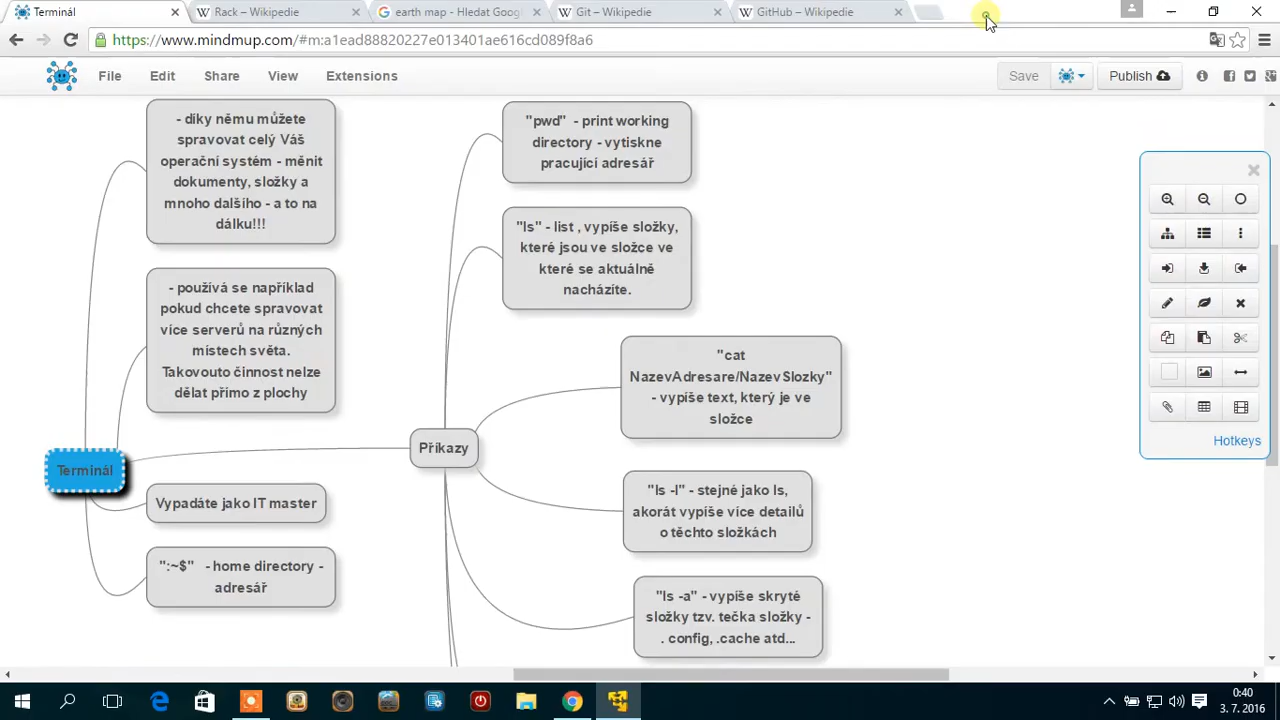 Terminál
Rack – Wikipedie
earth map - Hledat Googl
Git – Wikipedie
GitHub – Wikipedie
https://www.mindmup.com/#m:a1ead88820227e013401ae616cd089f8a6
File Edit Share View Extensions
Save
Publish
- díky němu můžete
spravovat celý Váš
operační systém - měnit
dokumenty, složky a
mnoho dalšího - a to na
dálku!!!
- používá se například
pokud chcete spravovat
více serverů na různých
místech světa.
Takovouto činnost nelze
dělat přímo z plochy
Terminál
Vypadáte jako IT master
":~$" - home directory -
adresář
Příkazy
"pwd" - print working
directory - vytiskne
pracující adresář
"ls" - list , vypíše složky,
které jsou ve složce ve
které se aktuálně
nacházíte.
"cat
NazevAdresare/NazevSlozky"
- vypíše text, který je ve
složce
"ls -l" - stejné jako ls,
akorát vypíše více detailů
o těchto složkách
"ls -a" - vypíše skryté
složky tzv. tečka složky -
. config, .cache atd...
Hotkeys
0:40
3. 7. 2016